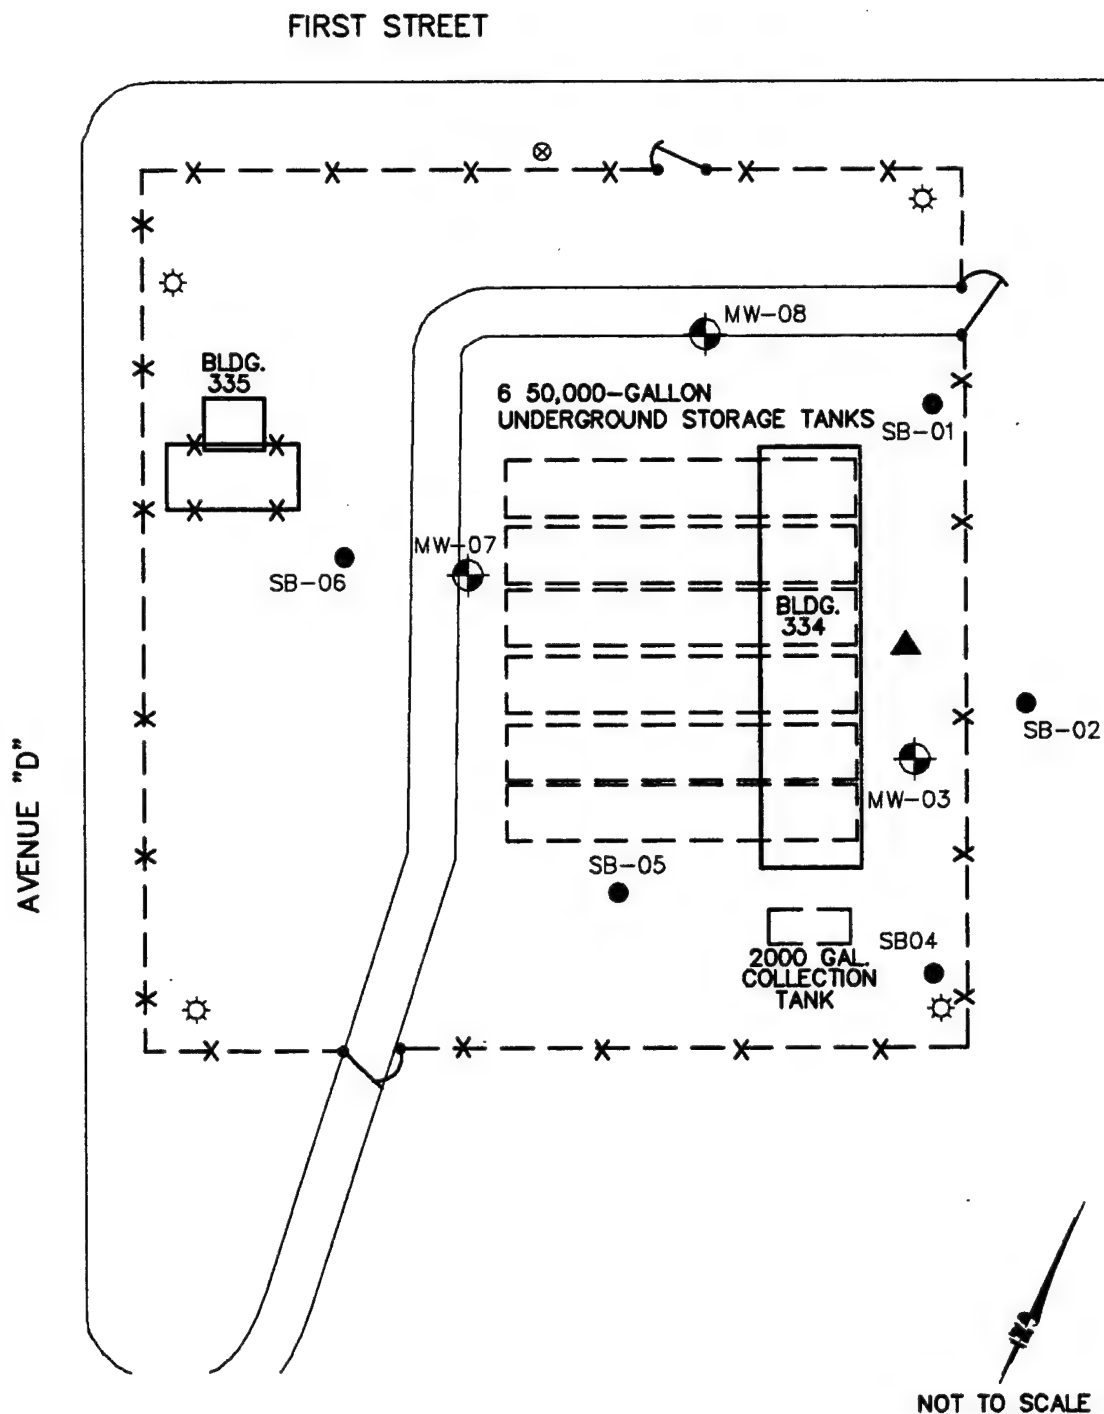 FIRST STREET
MW-08
BLDG.
335
6 50,000-GALLON
UNDERGROUND STORAGE TANKS
SB-01
MW-07
SB-06
BLDG.
334
SB-02
AVENUE "D"
MW-03
SB-05
SB04
2000 GAL.
COLLECTION
TANK
N
NOT TO SCALE